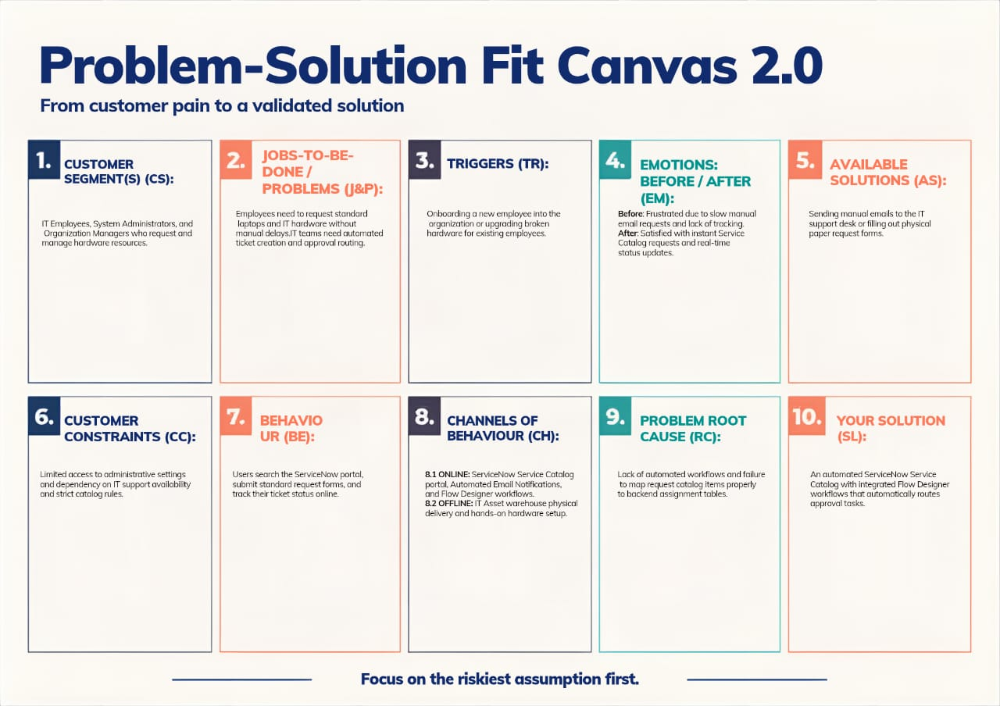 Problem-Solution Fit Canvas 2.0
From customer pain to a validated solution
1.
CUSTOMER
SEGMENT(S) (CS):
IT Employees, System Administrators, and
Organization Managers who request and
manage hardware resources.
2.
JOBS-TO-BE-
DONE /
PROBLEMS (J&P):
Employees need to request standard
laptops and IT hardware without
manual delays.IT teams need automated
ticket creation and approval routing.
3.
TRIGGERS (TR):
Onboarding a new employee into the
organization or upgrading broken
hardware for existing employees.
4.
EMOTIONS:
BEFORE / AFTER
(EM):
Before: Frustrated due to slow manual
email requests and lack of tracking.
After: Satisfied with instant Service
Catalog requests and real-time
status updates.
5.
AVAILABLE
SOLUTIONS (AS):
Sending manual emails to the IT
support desk or filling out physical
paper request forms.
6.
CUSTOMER
CONSTRAINTS (CC):
Limited access to administrative settings
and dependency on IT support availability
and strict catalog rules.
7.
BEHAVIO
UR (BE):
Users search the ServiceNow portal,
submit standard request forms, and
track their ticket status online.
8.
CHANNELS OF
BEHAVIOUR (CH):
8.1 ONLINE: ServiceNow Service Catalog
portal, Automated Email Notifications,
and Flow Designer workflows.
8.2 OFFLINE: IT Asset warehouse physical
delivery and hands-on hardware setup.
9.
PROBLEM ROOT
CAUSE (RC):
Lack of automated workflows and failure
to map request catalog items properly
to backend assignment tables.
10.
YOUR SOLUTION
(SL):
An automated ServiceNow Service
Catalog with integrated Flow Designer
workflows that automatically routes
approval tasks.
Focus on the riskiest assumption first.